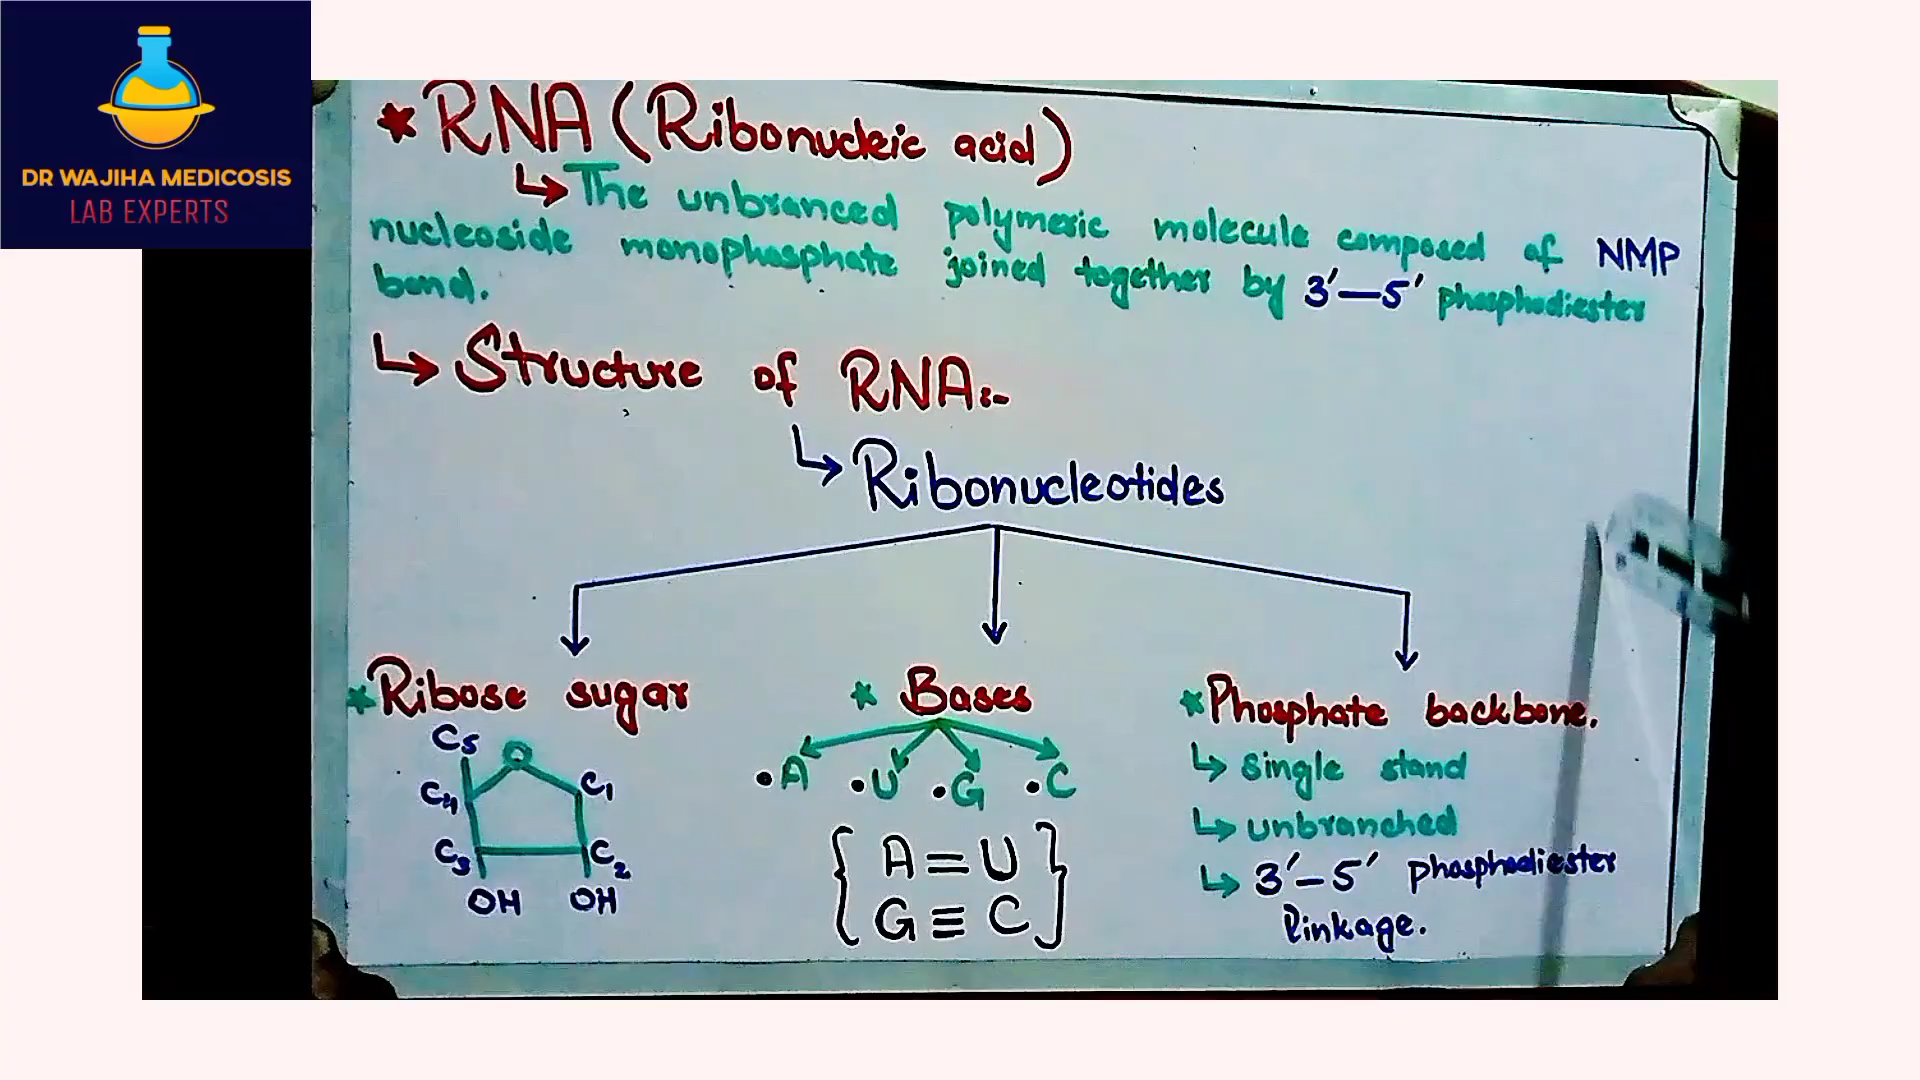 DR WAJIHA MEDICOSIS
LAB EXPERTS
★ RNA (Ribonucleic acid)
↳ The unbranced polymeric molecule composed of NMP
nucleoside monophosphate joined together by 3′—5′ phosphodiester
bond.
↳ Structure of RNA:-
↳ Ribonucleotides
★ Ribose sugar
★ Bases
★ Phosphate backbone.
C5
O
C4
C1
C3
C2
OH OH
•A •U •G •C
{ A = U }
{ G ≡ C }
↳ single stand
↳ unbranched
↳ 3′–5′ phosphodiester
linkage.